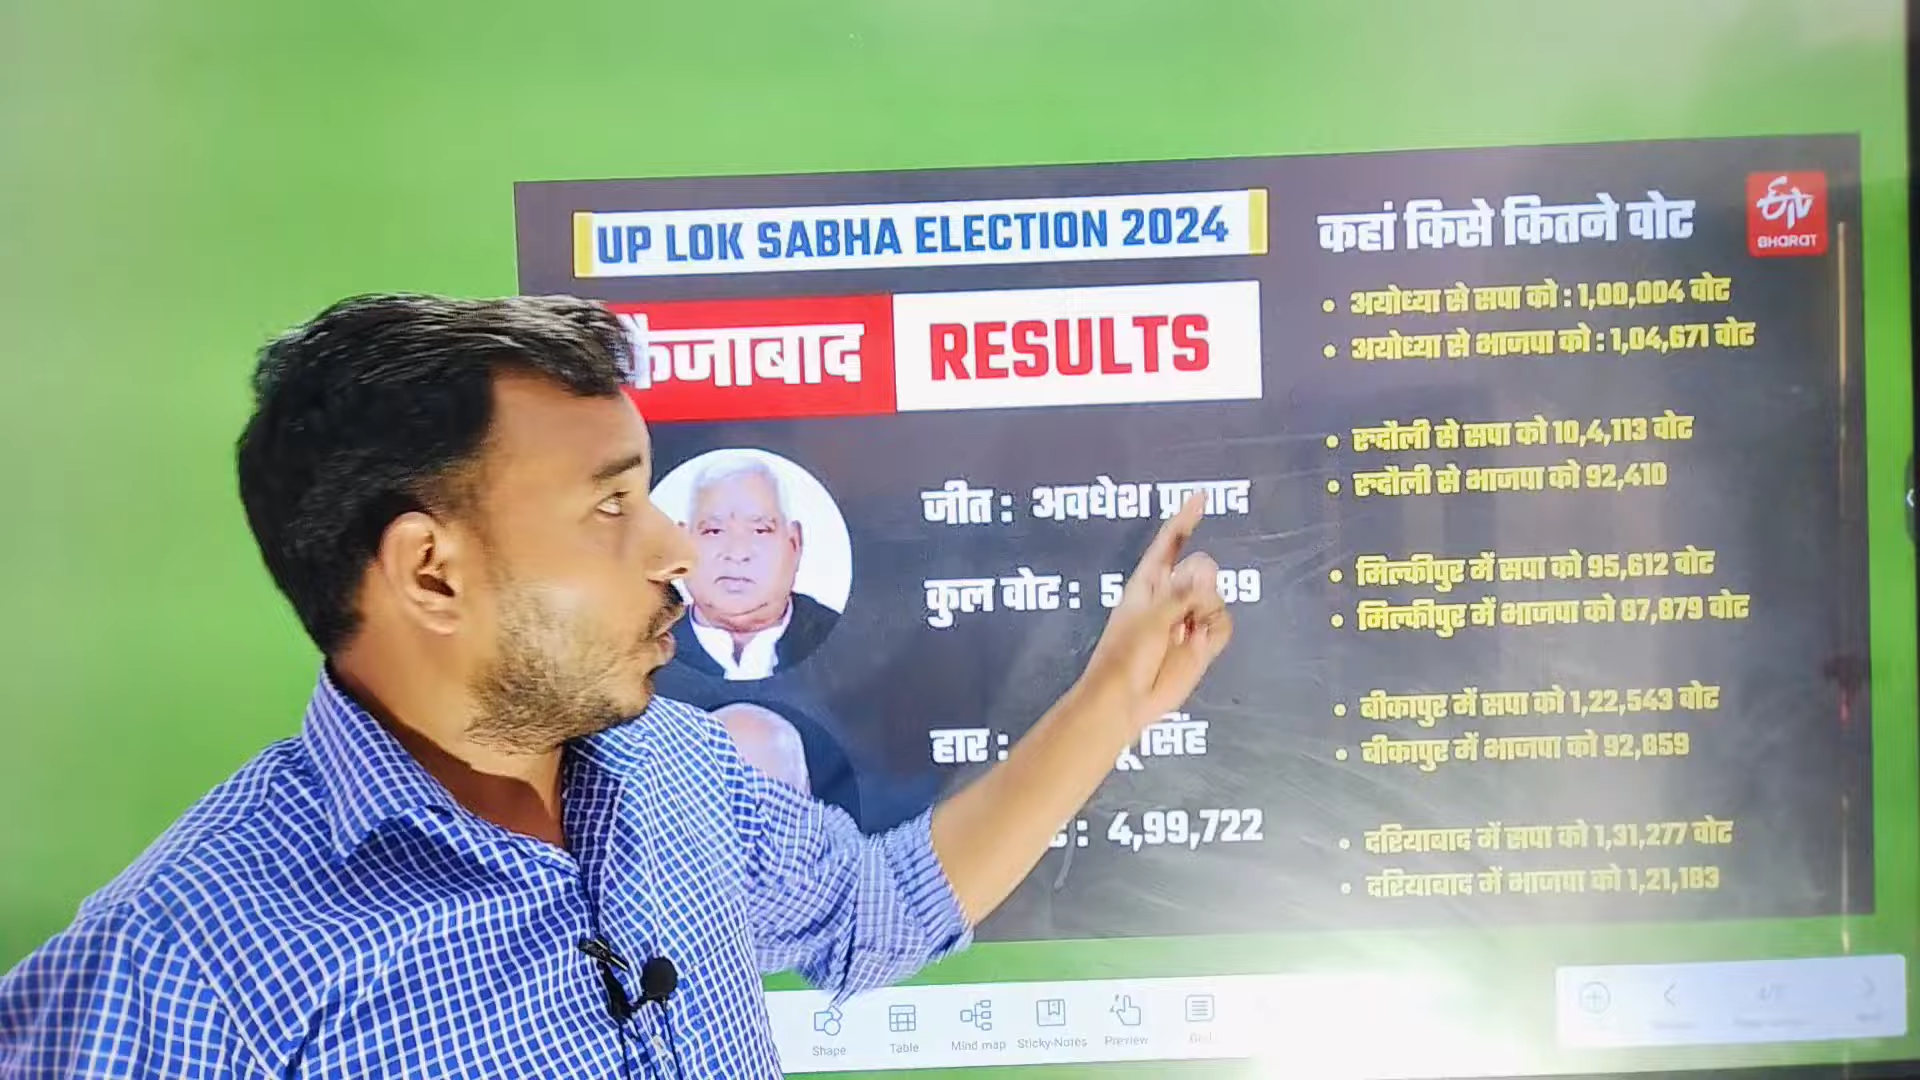 UP LOK SABHA ELECTION 2024
RESULTS
जीत : अवधेश
कुल वोट :
हार : सिंह
4,99,722
कहां किसे कितने वोट
ETV
BHARAT
• अयोध्या से सपा को : 1,00,004 वोट
• अयोध्या से भाजपा को : 1,04,671 वोट
• रुदौली से सपा को 10,4,113 वोट
• रुदौली से भाजपा को 92,410
• मिल्कीपुर में सपा को 95,612 वोट
• मिल्कीपुर में भाजपा को 87,879 वोट
• बीकापुर में सपा को 1,22,543 वोट
• बीकापुर में भाजपा को 92,859
• दरियाबाद में सपा को 1,31,277 वोट
• दरियाबाद में भाजपा को 1,21,183
Shape
Table
Mind map
Sticky-Notes
Preview